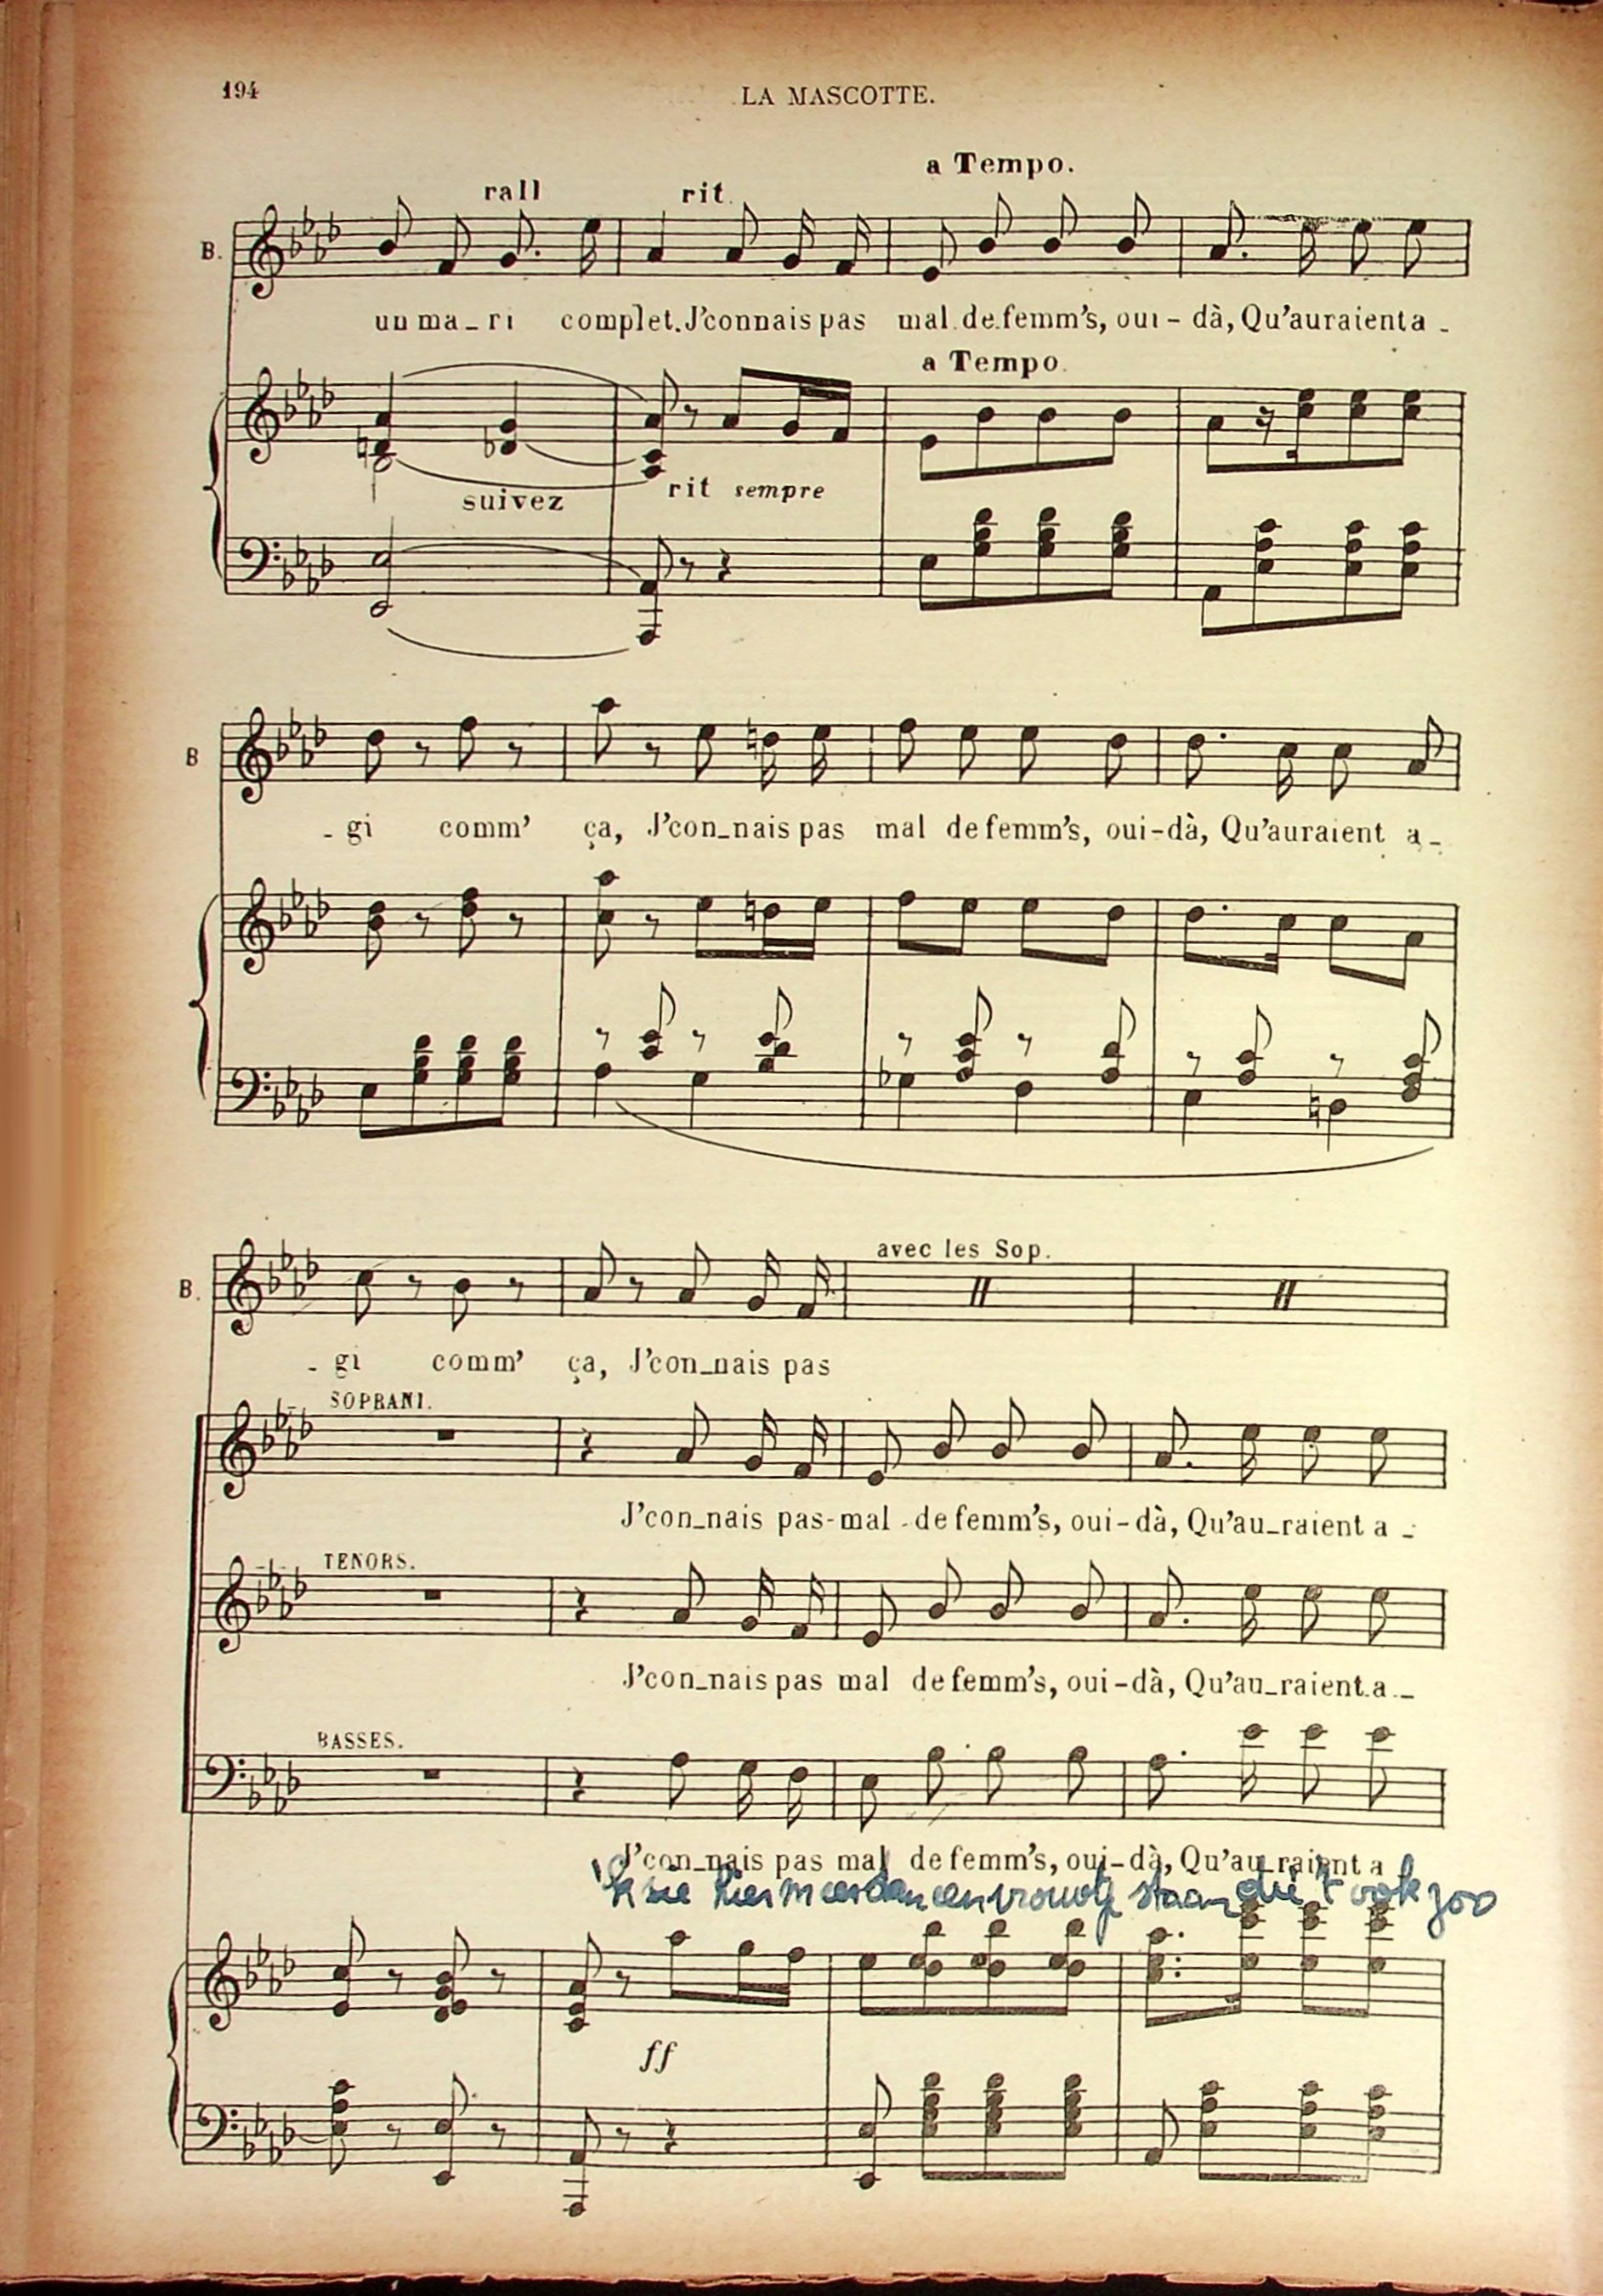 194
LA MASCOTTE.
a Tempo.
rall rit.
B.
un ma_ri complet. J'connais pas mal de femm's, oui-dà, Qu'auraient a_
a Tempo.
suivez rit sempre
B
_gi comm' ça, J'con_nais pas mal de femm's, oui-dà, Qu'auraient a_
avec les Sop.
B.
_gi comm' ça, J'con_nais pas
SOPRANI.
J'con_nais pas-mal de femm's, oui-dà, Qu'au_raient a_
TENORS.
J'con_nais pas mal de femm's, oui-dà, Qu'au_raient a_
BASSES.
J'con_nais pas mal de femm's, oui-dà, Qu'au_raient a
'k zie hier meer dan een vrouwtje staan die 't ook zoo
ff